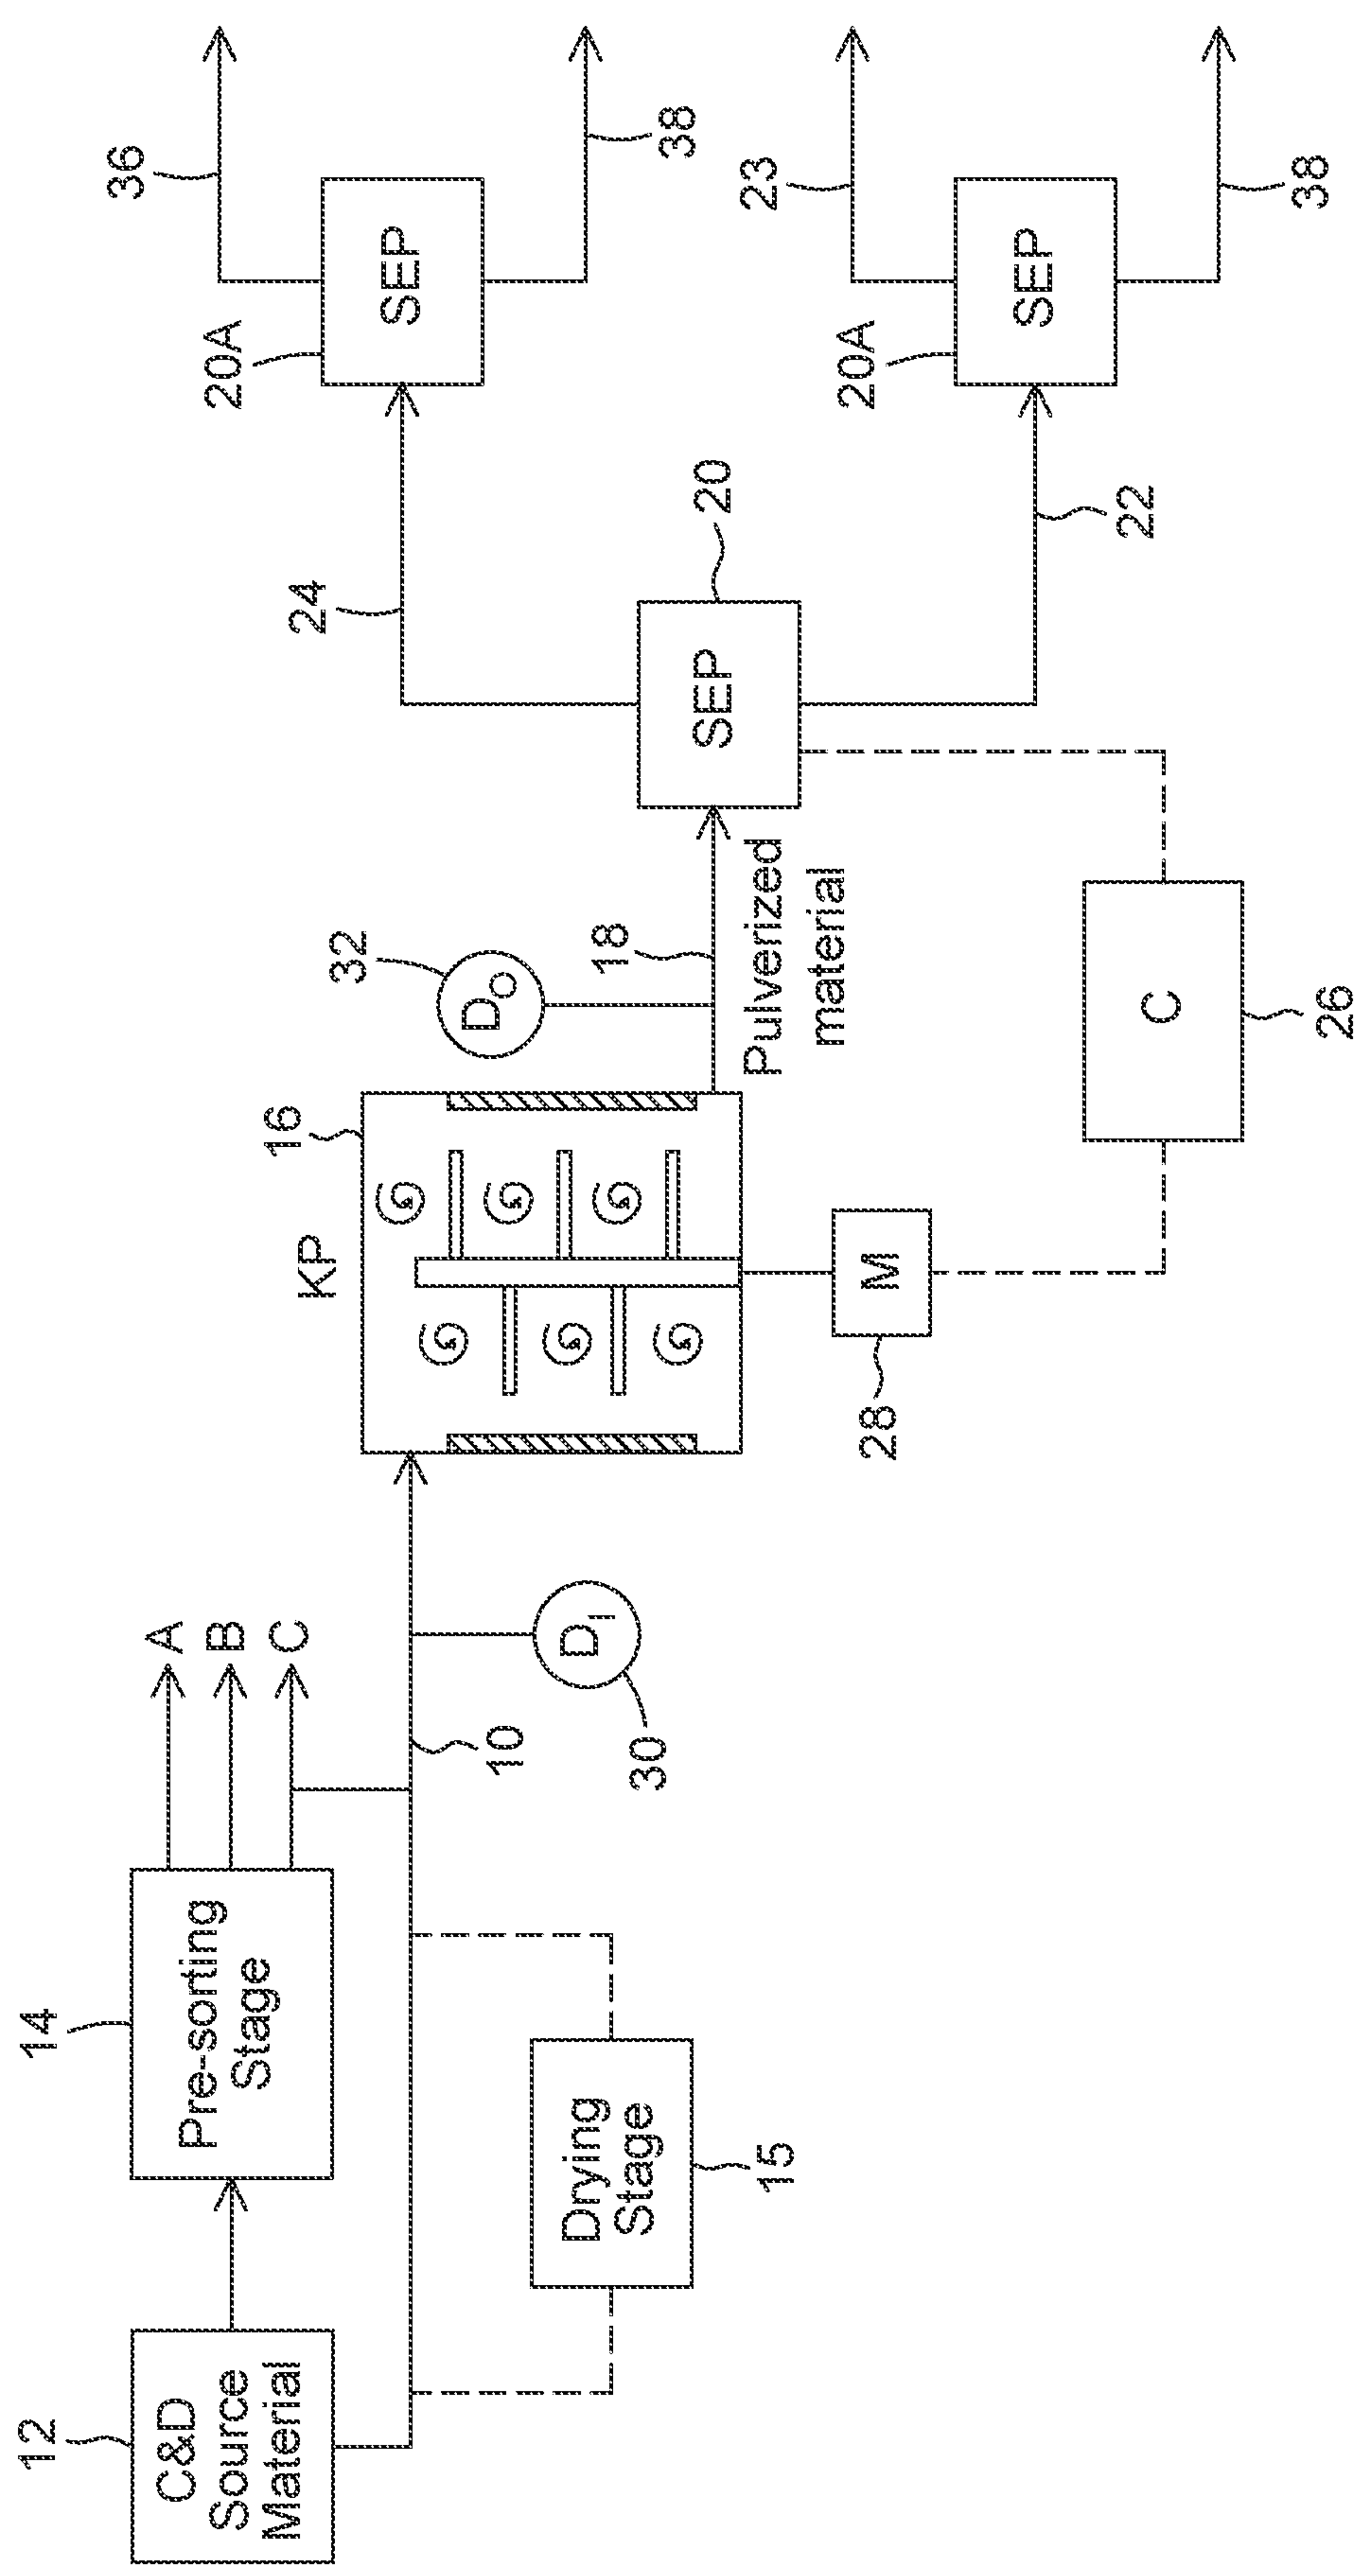 12
C&D
Source
Material
14
Pre-sorting
Stage
A
B
C
Drying
Stage
15
10
D I
30
KP
16
M
28
D O
32
18
Pulverized
material
C
26
SEP
20
24
22
20A
SEP
36
38
20A
SEP
23
38